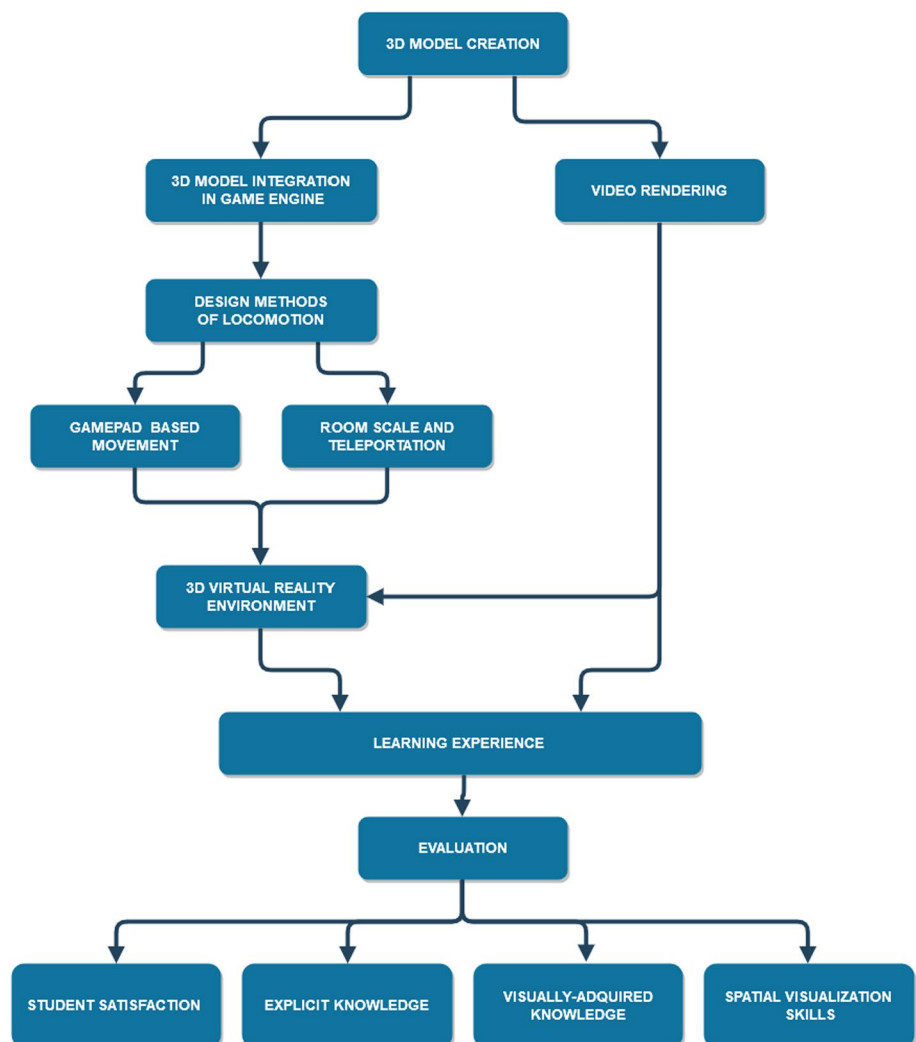 3D MODEL CREATION
3D MODEL INTEGRATION
IN GAME ENGINE
VIDEO RENDERING
DESIGN METHODS
OF LOCOMOTION
GAMEPAD BASED
MOVEMENT
ROOM SCALE AND
TELEPORTATION
3D VIRTUAL REALITY
ENVIRONMENT
LEARNING EXPERIENCE
EVALUATION
STUDENT SATISFACTION
EXPLICIT KNOWLEDGE
VISUALLY-ADQUIRED
KNOWLEDGE
SPATIAL VISUALIZATION
SKILLS